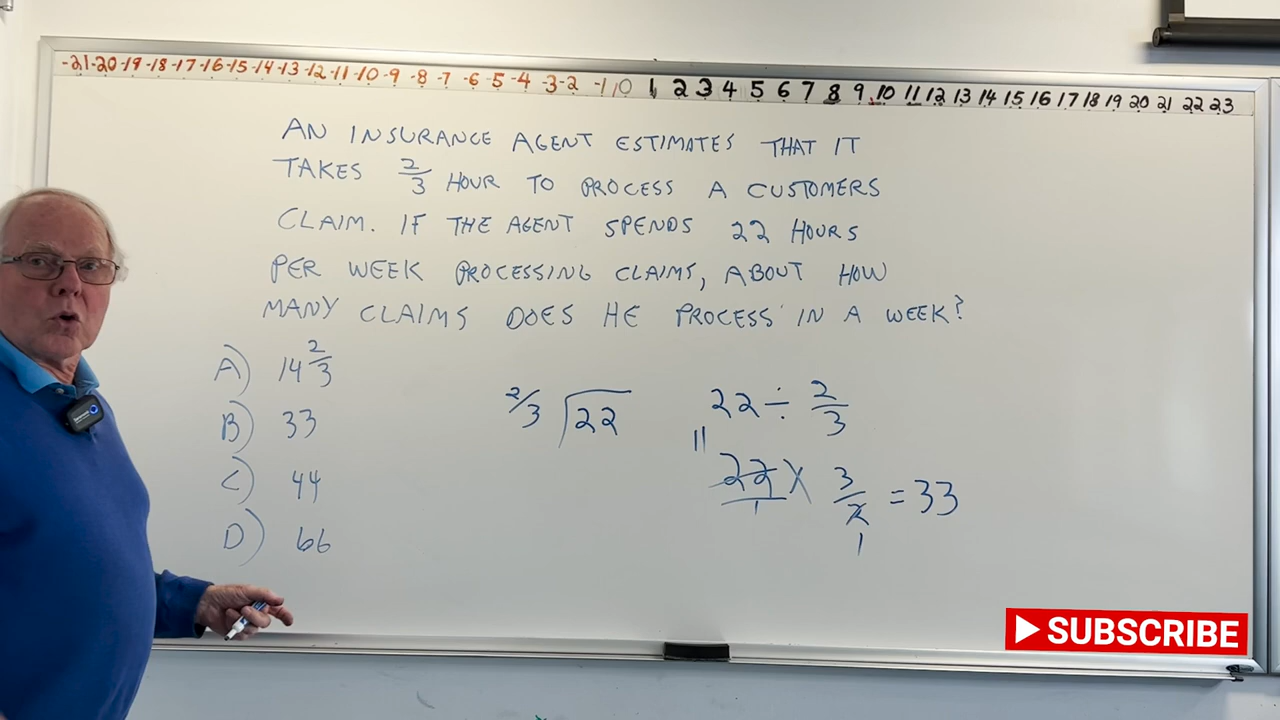 -21-20-19-18-17-16-15-14-13-12-11-10-9 -8 -7 -6 -5 -4 -3-2 -1 0 1 2 3 4 5 6 7 8 9 10 11 12 13 14 15 16 17 18 19 20 21 22 23
AN INSURANCE AGENT ESTIMATES THAT IT
TAKES 2/3 HOUR TO PROCESS A CUSTOMERS
CLAIM. IF THE AGENT SPENDS 22 HOURS
PER WEEK PROCESSING CLAIMS, ABOUT HOW
MANY CLAIMS DOES HE PROCESS IN A WEEK?
A) 14 2/3
B) 33
C) 44
D) 66
2/3 22
22 ÷ 2/3
11
22/1 X 3/2 = 33
1
SUBSCRIBE